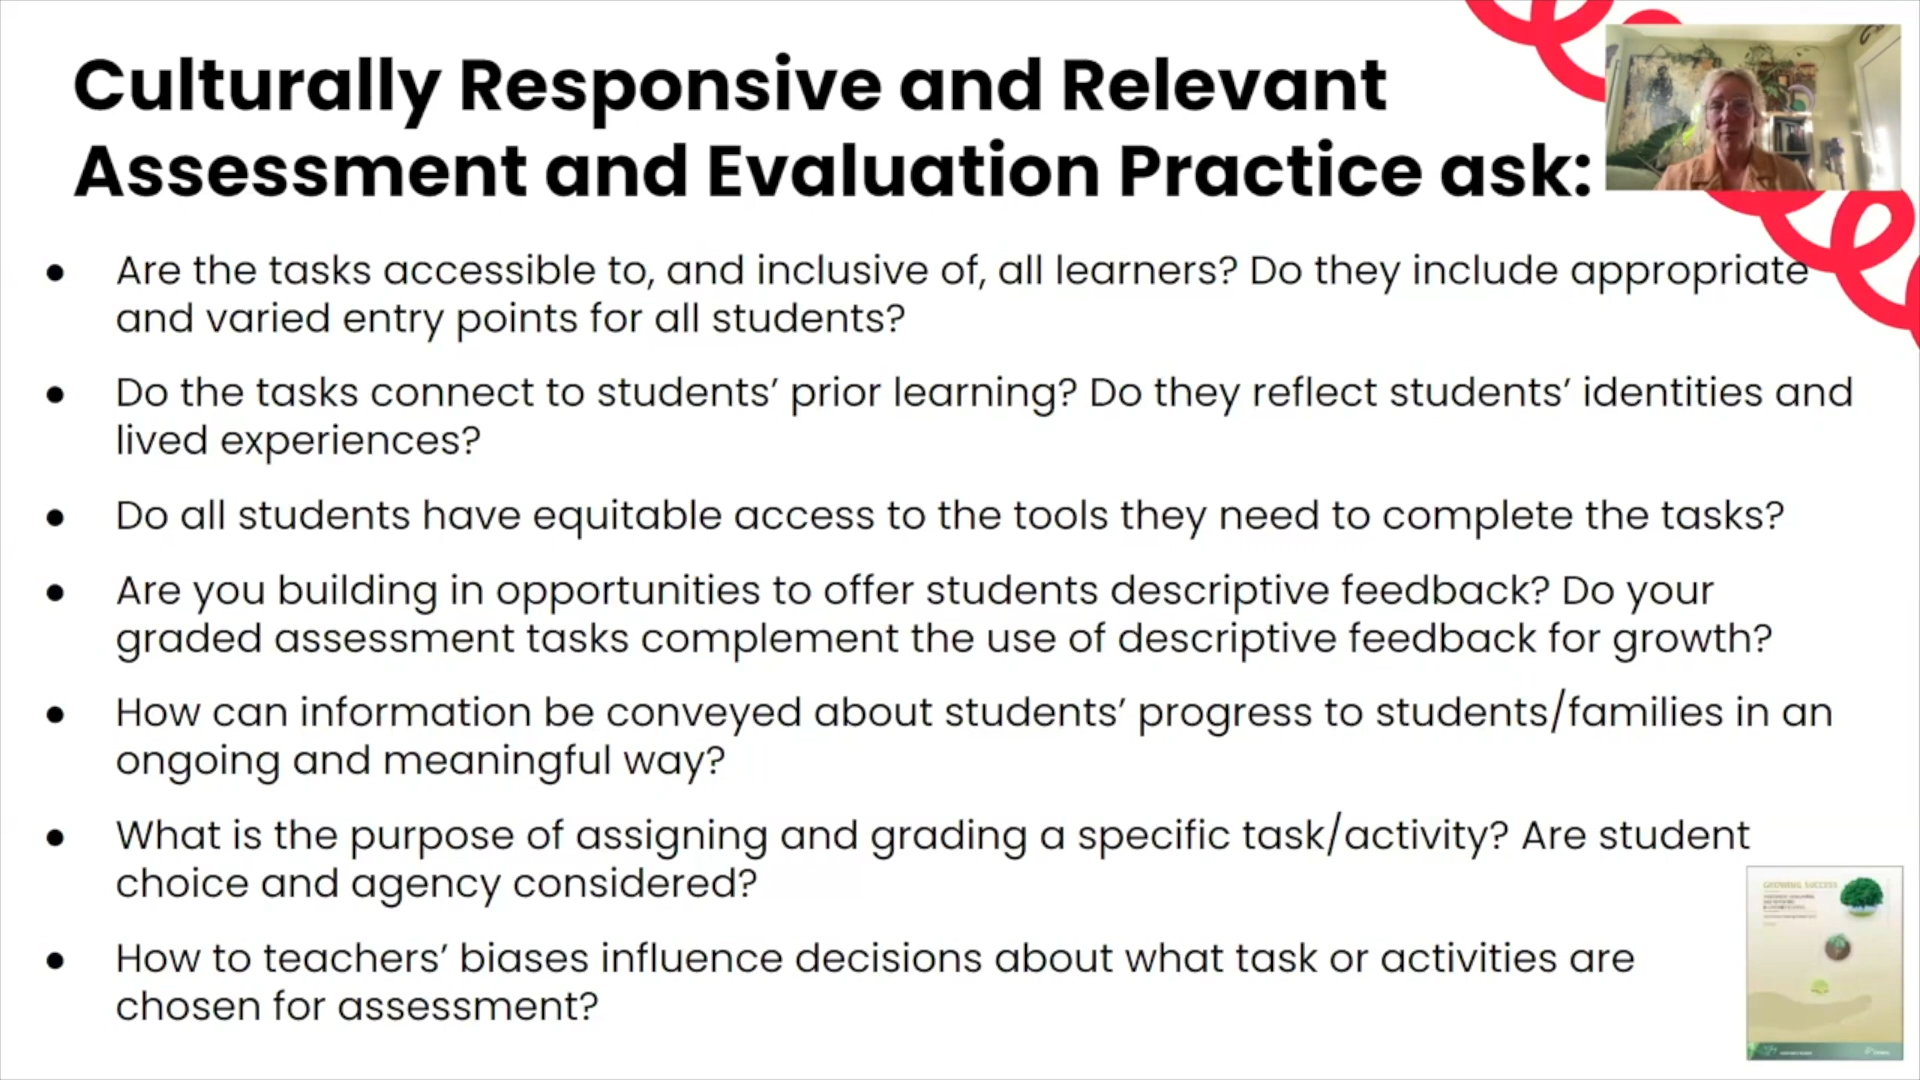 Culturally Responsive and Relevant
Assessment and Evaluation Practice ask:
● Are the tasks accessible to, and inclusive of, all learners? Do they include appropriate
and varied entry points for all students?
● Do the tasks connect to students’ prior learning? Do they reflect students’ identities and
lived experiences?
● Do all students have equitable access to the tools they need to complete the tasks?
● Are you building in opportunities to offer students descriptive feedback? Do your
graded assessment tasks complement the use of descriptive feedback for growth?
● How can information be conveyed about students’ progress to students/families in an
ongoing and meaningful way?
● What is the purpose of assigning and grading a specific task/activity? Are student
choice and agency considered?
● How to teachers’ biases influence decisions about what task or activities are
chosen for assessment?
GROWING SUCCESS